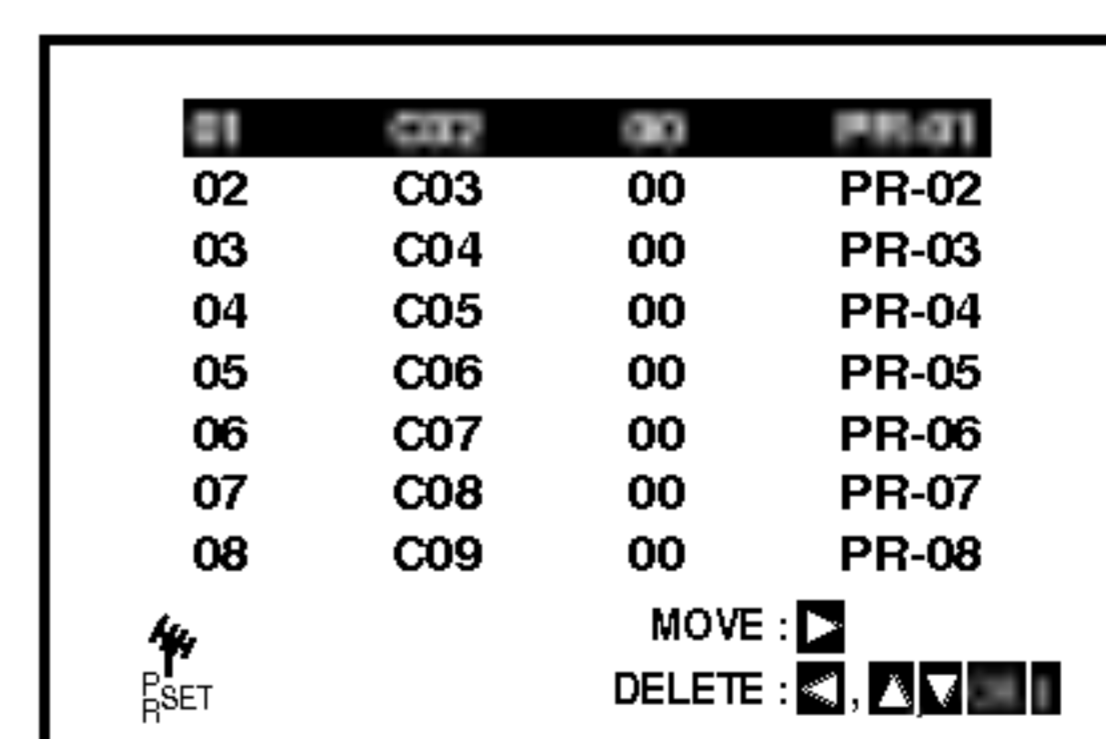 02 C03 00 PR-02
03 C04 00 PR-03
04 C05 00 PR-04
05 C06 00 PR-05
06 C07 00 PR-06
07 C08 00 PR-07
08 C09 00 PR-08
MOVE :
PR SET
DELETE : ,